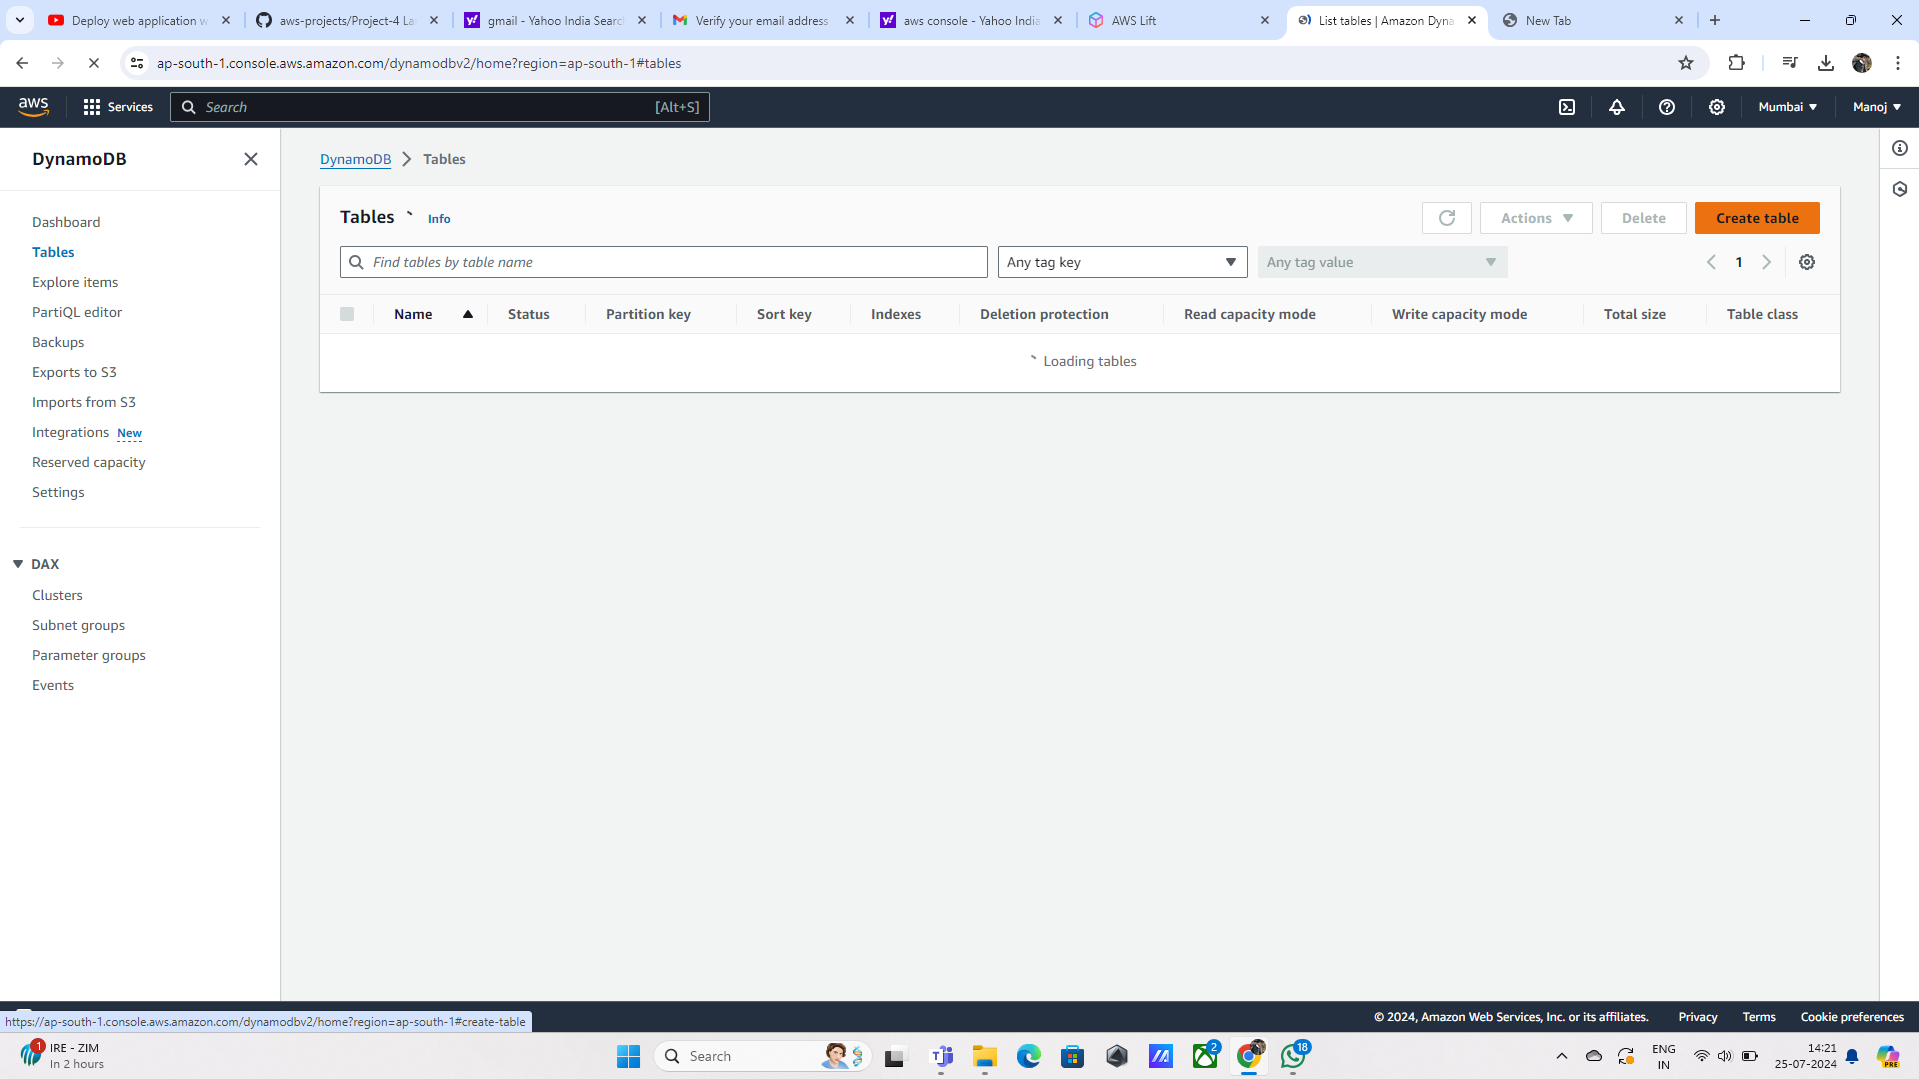 Deploy web application w
aws-projects/Project-4 La
gmail - Yahoo India Search
Verify your email address
aws console - Yahoo India
AWS Lift
List tables | Amazon Dyna
New Tab
ap-south-1.console.aws.amazon.com/dynamodbv2/home?region=ap-south-1#tables
aws
Services
Search
[Alt+S]
Mumbai
Manoj
DynamoDB
Dashboard
Tables
Explore items
PartiQL editor
Backups
Exports to S3
Imports from S3
Integrations New
Reserved capacity
Settings
DAX
Clusters
Subnet groups
Parameter groups
Events
DynamoDB > Tables
Tables Info
Actions
Delete
Create table
Find tables by table name
Any tag key
Any tag value
1
Name
Status
Partition key
Sort key
Indexes
Deletion protection
Read capacity mode
Write capacity mode
Total size
Table class
Loading tables
https://ap-south-1.console.aws.amazon.com/dynamodbv2/home?region=ap-south-1#create-table
© 2024, Amazon Web Services, Inc. or its affiliates.
Privacy
Terms
Cookie preferences
1
IRE - ZIM
In 2 hours
Search
2
18
ENG
IN
14:21
25-07-2024
PRE